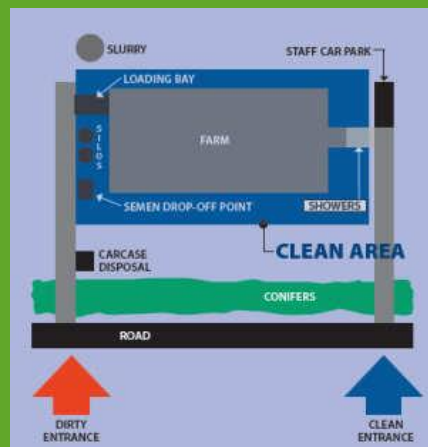 SLURRY
STAFF CAR PARK
LOADING BAY
SILOS
FARM
SEMEN DROP-OFF POINT
SHOWERS
CLEAN AREA
CARCASE
DISPOSAL
CONIFERS
ROAD
DIRTY
ENTRANCE
CLEAN
ENTRANCE